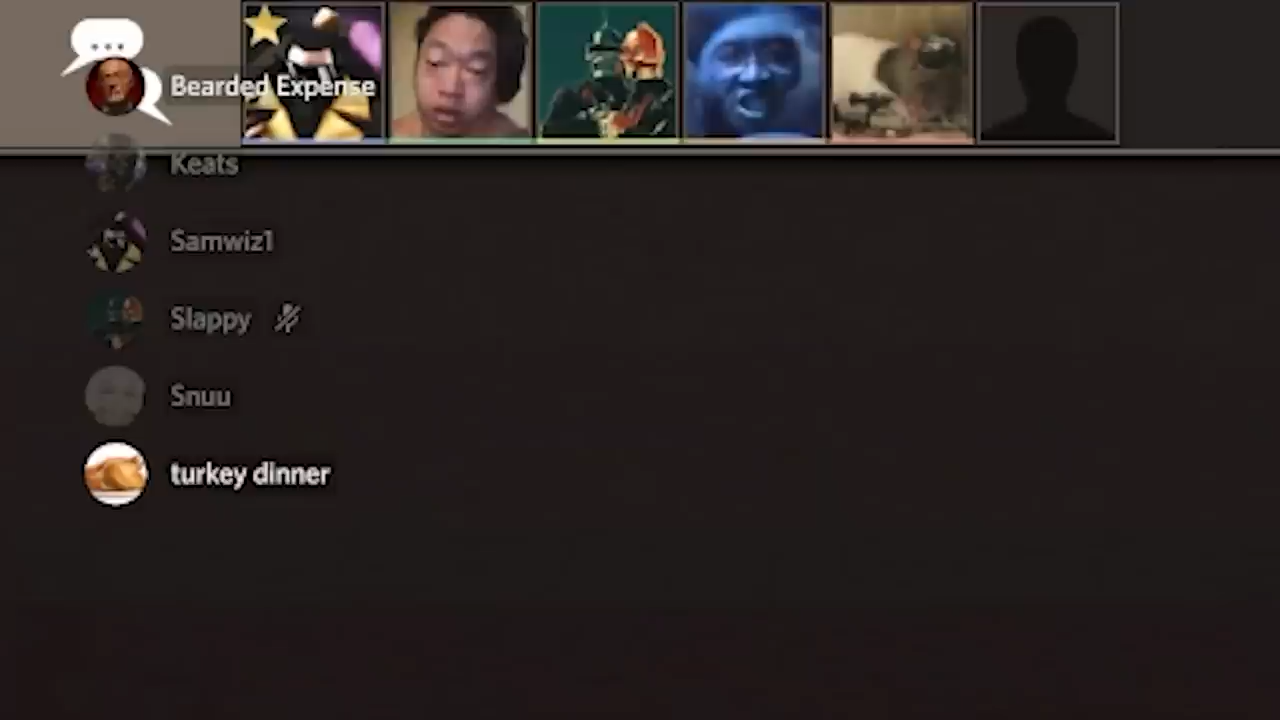 Bearded Expense
Keats
Samwiz1
Slappy
Snuu
turkey dinner